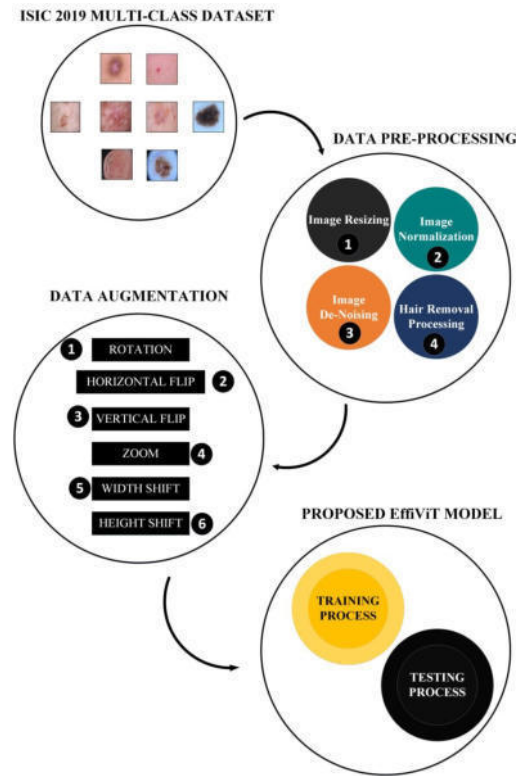 ISIC 2019 MULTI-CLASS DATASET
DATA PRE-PROCESSING
Image Resizing
1
Image
Normalization
2
Image
De-Noising
3
Hair Removal
Processing
4
DATA AUGMENTATION
1
ROTATION
HORIZONTAL FLIP
2
3
VERTICAL FLIP
ZOOM
4
5
WIDTH SHIFT
HEIGHT SHIFT
6
PROPOSED EffiViT MODEL
TRAINING
PROCESS
TESTING
PROCESS